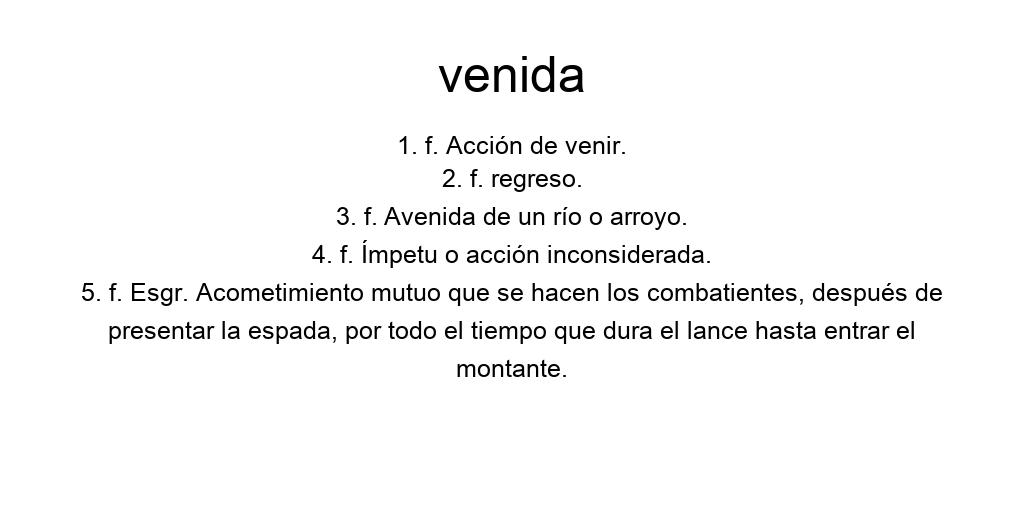 venida
1. f. Acción de venir.
2. f. regreso.
3. f. Avenida de un río o arroyo.
4. f. Ímpetu o acción inconsiderada.
5. f. Esgr. Acometimiento mutuo que se hacen los combatientes, después de
presentar la espada, por todo el tiempo que dura el lance hasta entrar el
montante.